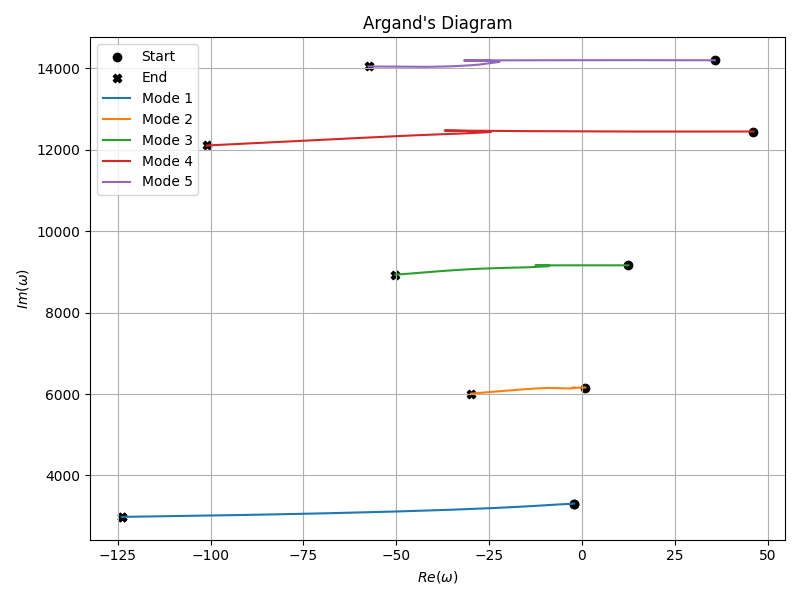 Argand's Diagram
Start
End
Mode 1
Mode 2
Mode 3
Mode 4
Mode 5
14000
12000
10000
8000
6000
4000
Im(ω)
−125 −100 −75 −50 −25 0 25 50
Re(ω)